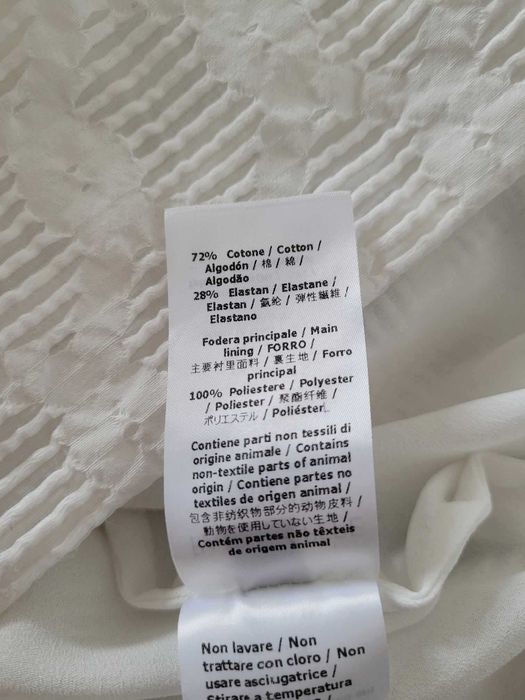 72% Cotone / Cotton /
Algodón / 棉 / 綿 /
Algodão
28% Elastan / Elastane /
Elastan / 氨纶 / 弾性繊維 /
Elastano
Fodera principale / Main
lining / FORRO /
主要衬里面料 / 裏生地 / Forro
principal
100% Poliestere / Polyester
/ Poliester / 聚酯纤维 /
ポリエステル / Poliéster
Contiene parti non tessili di
origine animale / Contains
non-textile parts of animal
origin / Contiene partes no
textiles de origen animal /
包含非纺织物部分的动物皮料 /
動物を使用していない生地 /
Contém partes não têxteis
de origem animal
Non lavare / Non
trattare con cloro / Non
usare asciugatrice /
Stirare a temperatura